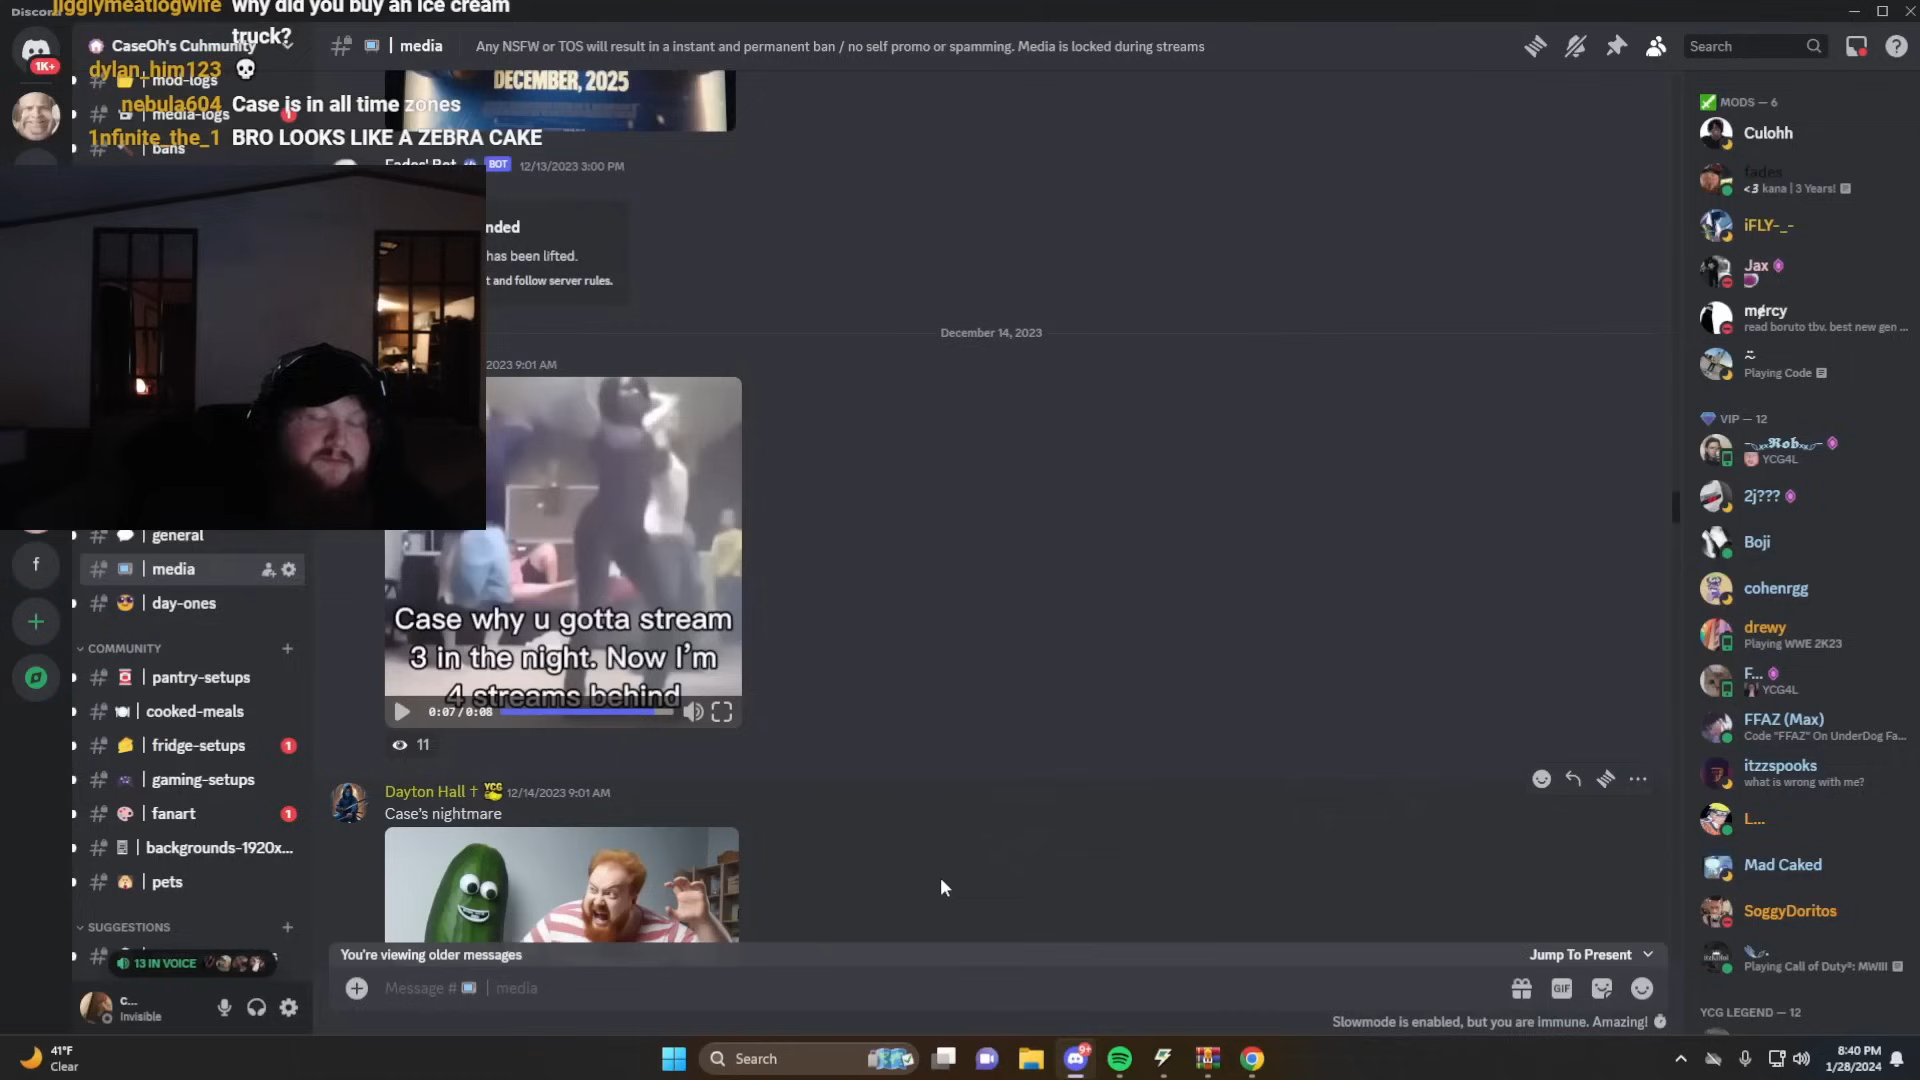 Discord
jigglymeatlogwife why did you buy an ice cream
truck?
dylan_him123 💀
nebula604 Case is in all time zones
1nfinite_the_1 BRO LOOKS LIKE A ZEBRA CAKE
1K+
CaseOh's Cuhmunity
mod-logs
media-logs 1
bans
# | media
Any NSFW or TOS will result in a instant and permanent ban / no self promo or spamming. Media is locked during streams
Search
DECEMBER, 2025
Fades' Bot BOT 12/13/2023 3:00 PM
nded
has been lifted.
t and follow server rules.
December 14, 2023
2023 9:01 AM
Case why u gotta stream
3 in the night. Now I'm
4 streams behind
0:07/0:08
11
Dayton Hall † YCG 12/14/2023 9:01 AM
Case's nightmare
You're viewing older messages
Jump To Present
Message # | media
GIF
Slowmode is enabled, but you are immune. Amazing!
f
# | general
# | media
# | day-ones
COMMUNITY +
# | pantry-setups
# | cooked-meals
# | fridge-setups 1
# | gaming-setups
# | fanart 1
# | backgrounds-1920x...
# | pets
SUGGESTIONS +
13 IN VOICE
c...
Invisible
MODS — 6
Culohh
fades
<3 kana | 3 Years!
iFLY-_-
Jax
mercy
read boruto tbv. best new gen ...
Playing Code
VIP — 12
Rob
YCG4L
2j???
Boji
cohenrgg
drewy
Playing WWE 2K23
F...
YCG4L
FFAZ (Max)
Code "FFAZ" On UnderDog Fa...
itzzspooks
what is wrong with me?
L...
Mad Caked
SoggyDoritos
Playing Call of Duty®: MWIII
YCG LEGEND — 12
41°F
Clear
Search
9+
8:40 PM
1/28/2024